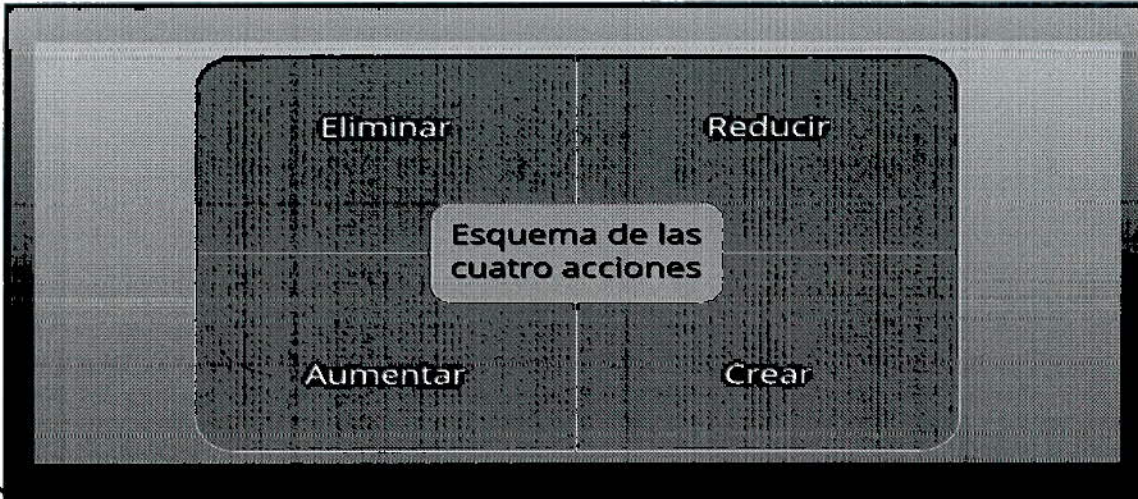 Eliminar
Reducir
Esquema de las
cuatro acciones
Aumentar
Crear